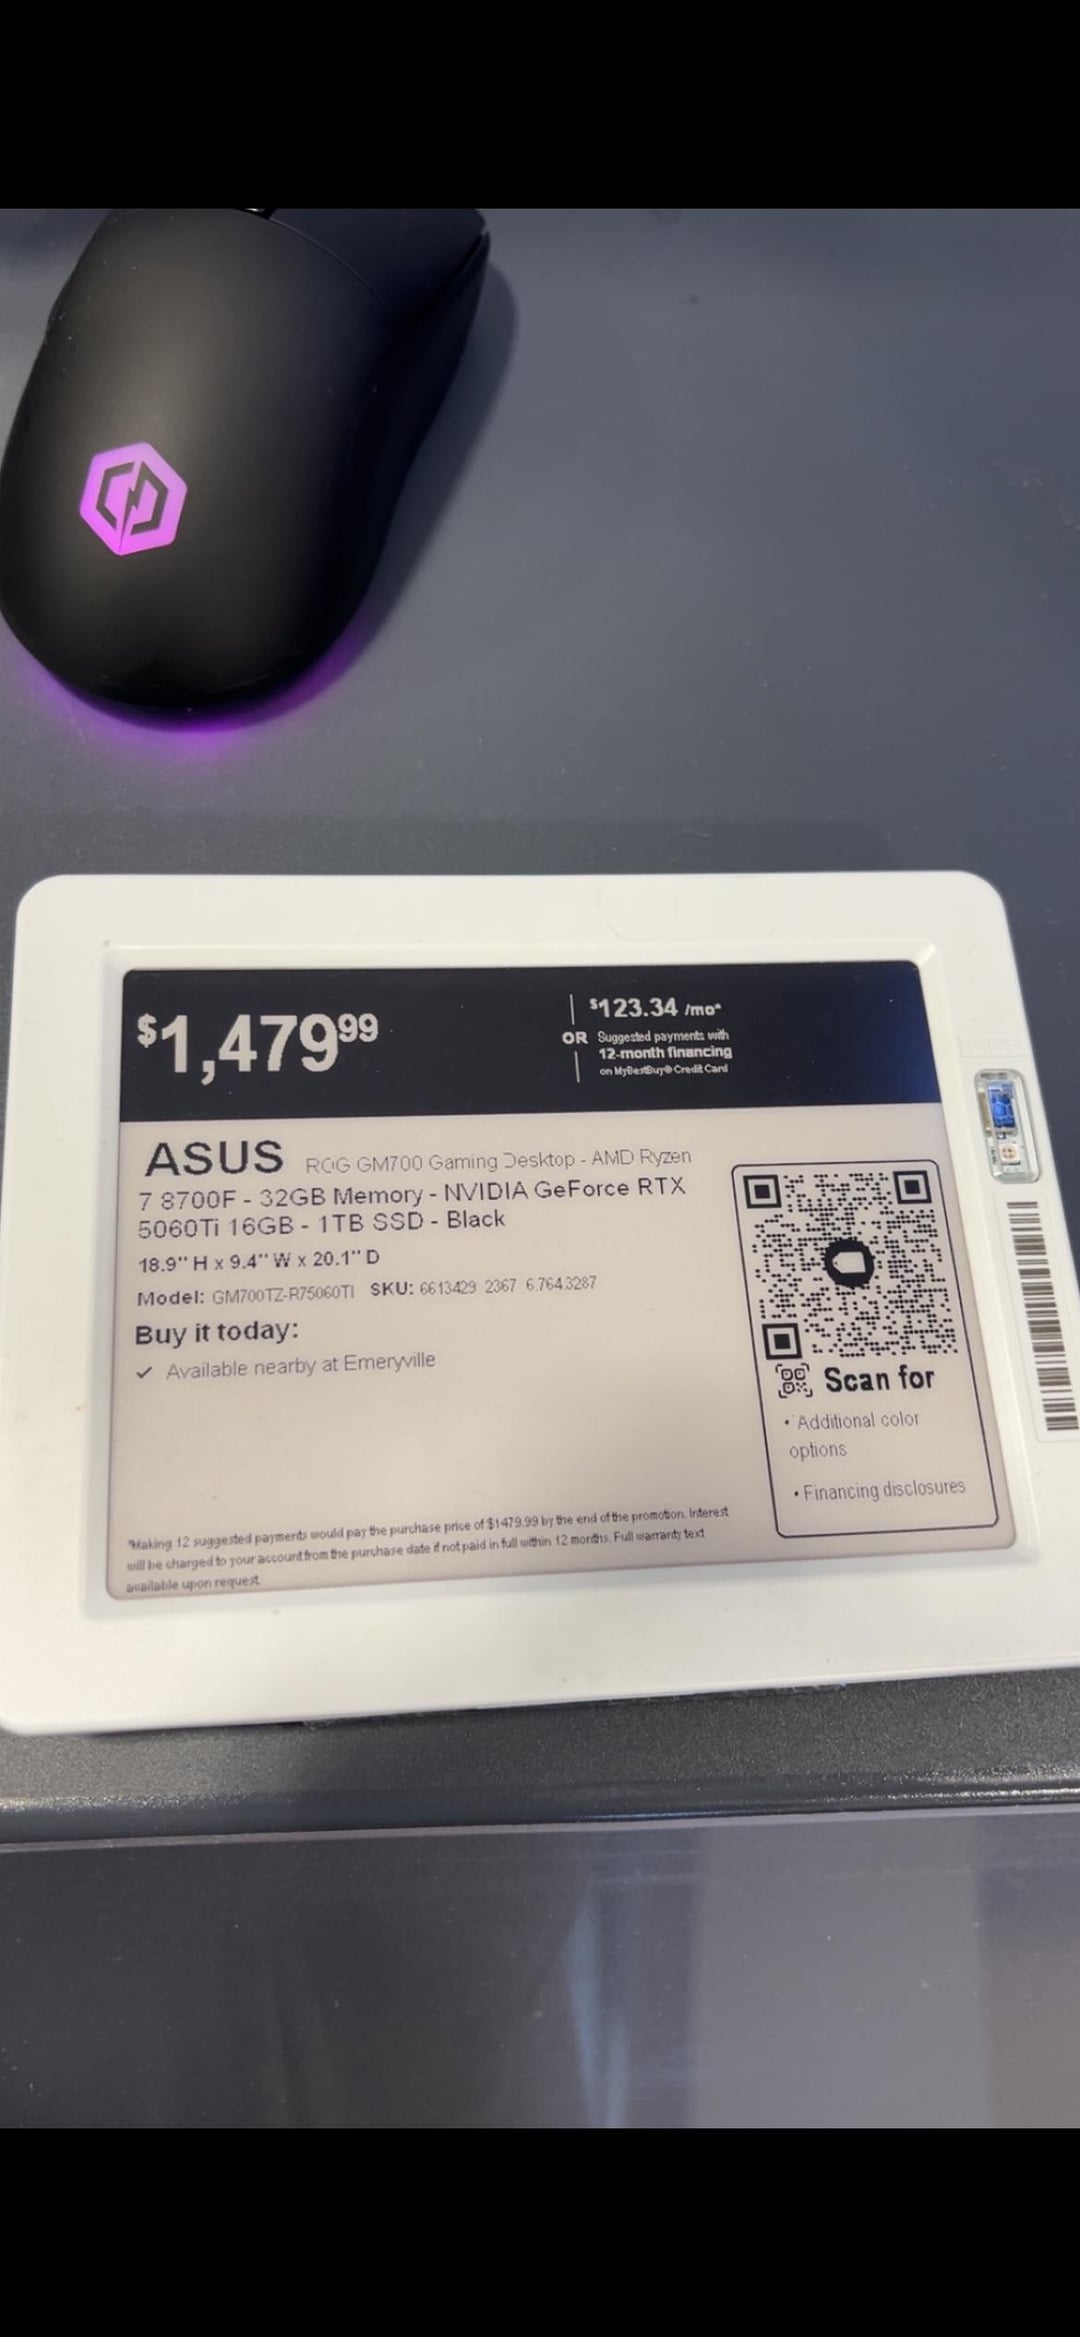 $1,479⁹⁹
$123.34 /mo*
OR Suggested payments with
12-month financing
on MyBestBuy® Credit Card
ASUS ROG GM700 Gaming Desktop - AMD Ryzen
7 8700F - 32GB Memory - NVIDIA GeForce RTX
5060Ti 16GB - 1TB SSD - Black
18.9" H x 9.4" W x 20.1" D
Model: GM700TZ-R75060TI SKU: 6613429 2367 6.764.3287
Buy it today:
✓ Available nearby at Emeryville
Scan for
• Additional color
options
• Financing disclosures
*Making 12 suggested payments would pay the purchase price of $1479.99 by the end of the promotion. Interest
will be charged to your account from the purchase date if not paid in full within 12 months. Full warranty text
available upon request